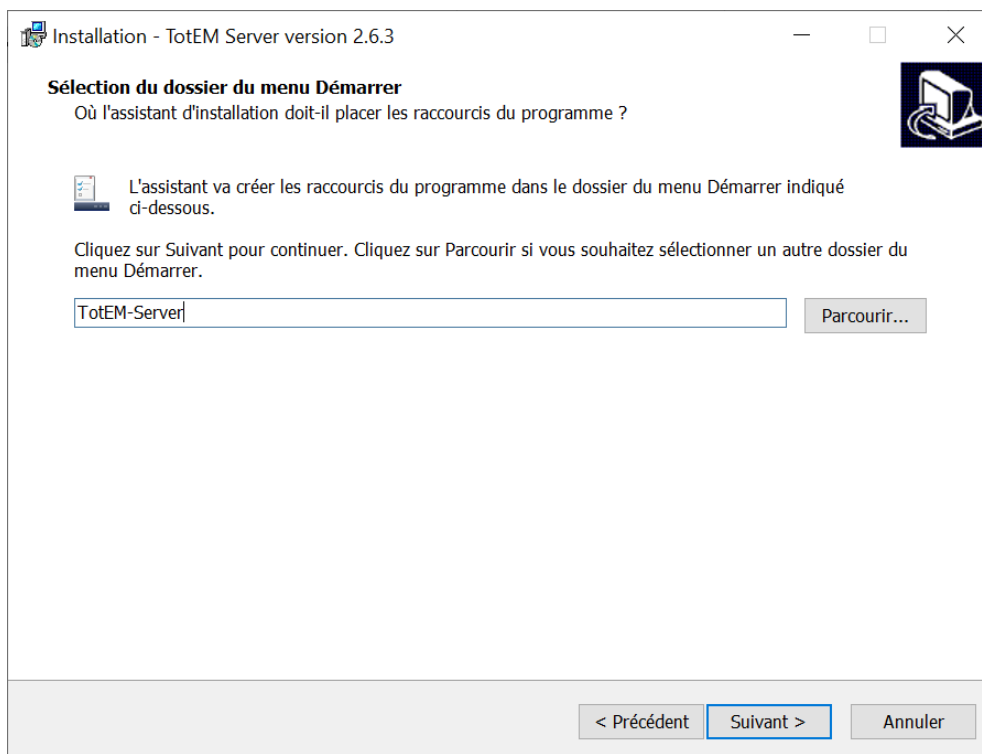 Installation - TotEM Server version 2.6.3
Sélection du dossier du menu Démarrer
Où l'assistant d'installation doit-il placer les raccourcis du programme ?
L'assistant va créer les raccourcis du programme dans le dossier du menu Démarrer indiqué
ci-dessous.
Cliquez sur Suivant pour continuer. Cliquez sur Parcourir si vous souhaitez sélectionner un autre dossier du
menu Démarrer.
TotEM-Server
Parcourir...
< Précédent
Suivant >
Annuler